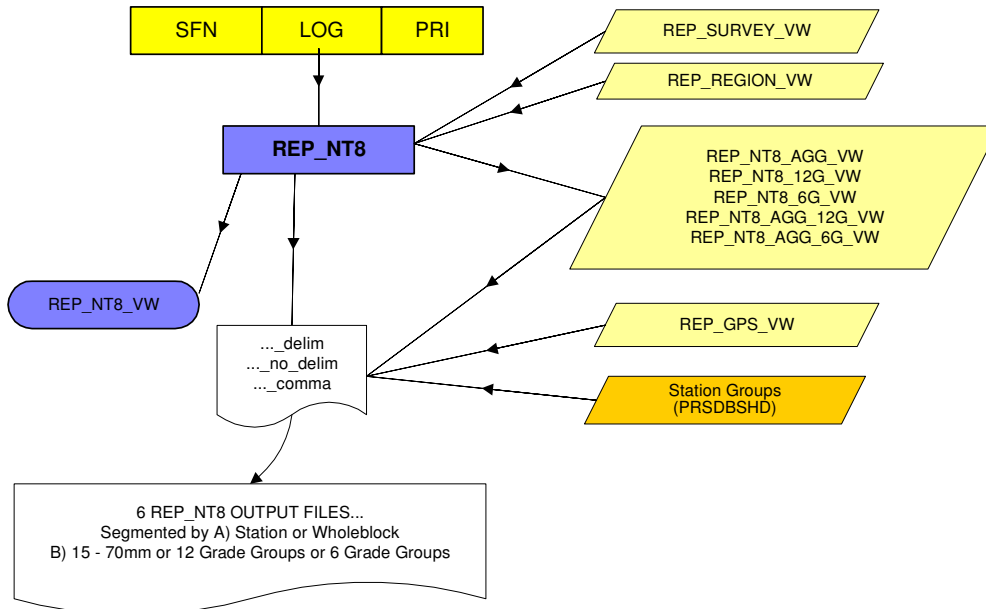 SFN LOG PRI
REP_SURVEY_VW
REP_REGION_VW
REP_NT8
REP_NT8_AGG_VW
REP_NT8_12G_VW
REP_NT8_6G_VW
REP_NT8_AGG_12G_VW
REP_NT8_AGG_6G_VW
REP_NT8_VW
..._delim
..._no_delim
..._comma
REP_GPS_VW
Station Groups
(PRSDBSHD)
6 REP_NT8 OUTPUT FILES...
Segmented by A) Station or Wholeblock
B) 15 - 70mm or 12 Grade Groups or 6 Grade Groups